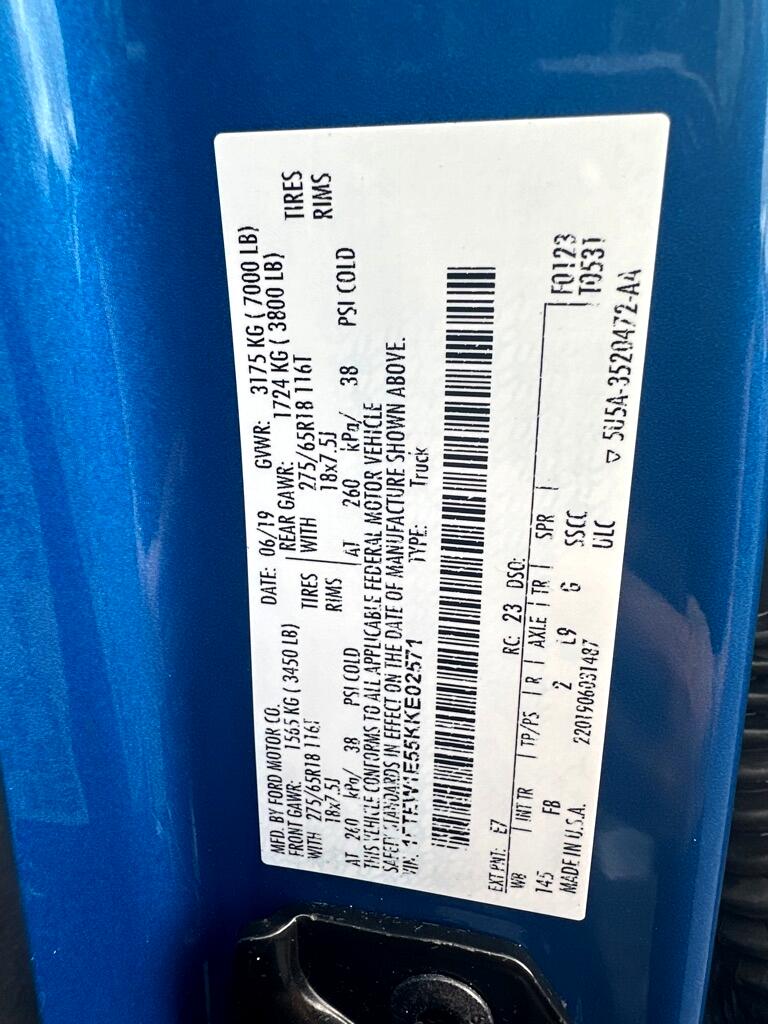 MFD. BY FORD MOTOR CO. DATE: 06/19 GVWR: 3175 KG ( 7000 LB)
FRONT GAWR: 1565 KG ( 3450 LB) REAR GAWR: 1724 KG ( 3800 LB)
WITH 275/65R18 116T TIRES WITH 275/65R18 116T TIRES
18x7.5J RIMS 18x7.5J RIMS
AT 260 kPa/ 38 PSI COLD AT 260 kPa/ 38 PSI COLD
THIS VEHICLE CONFORMS TO ALL APPLICABLE FEDERAL MOTOR VEHICLE
SAFETY STANDARDS IN EFFECT ON THE DATE OF MANUFACTURE SHOWN ABOVE.
VIN: 1FTEW1E55KKE02571 TYPE: Truck
EXT PNT: E7 RC: 23 DSO:
WB INT TR TP/PS R AXLE TR SPR F0123
145 FB 2 L9 G SSCC T0531
MADE IN U.S.A. 2201906031487 ULC
▽ 5U5A-3520472-AA